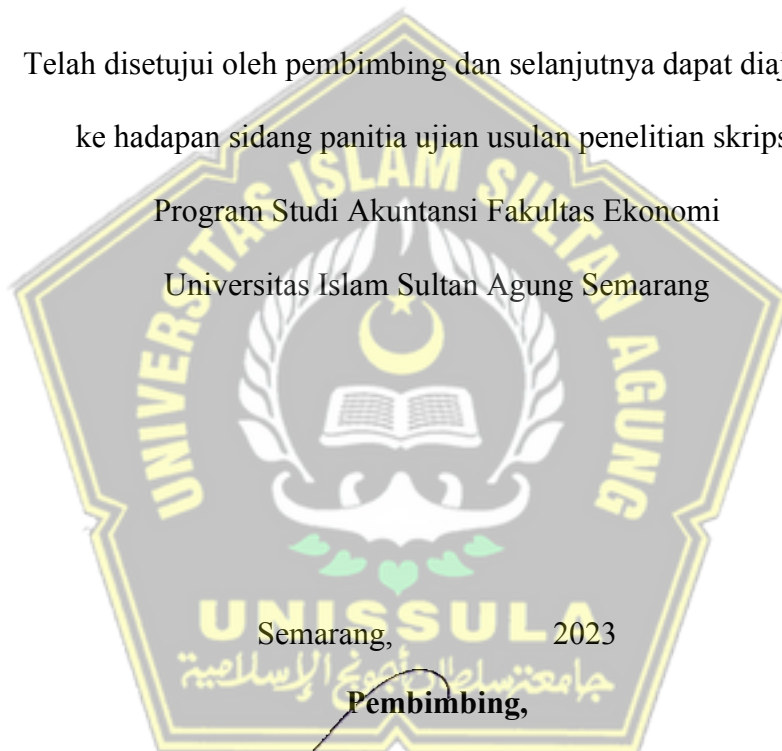 Telah disetujui oleh pembimbing dan selanjutnya dapat diaj
ke hadapan sidang panitia ujian usulan penelitian skrips
Program Studi Akuntansi Fakultas Ekonomi
Universitas Islam Sultan Agung Semarang
UNIVERSITAS ISLAM SULTAN AGUNG
UNISSULA
جامعة سلطان أجونج الإسلامية
Semarang, 2023
Pembimbing,